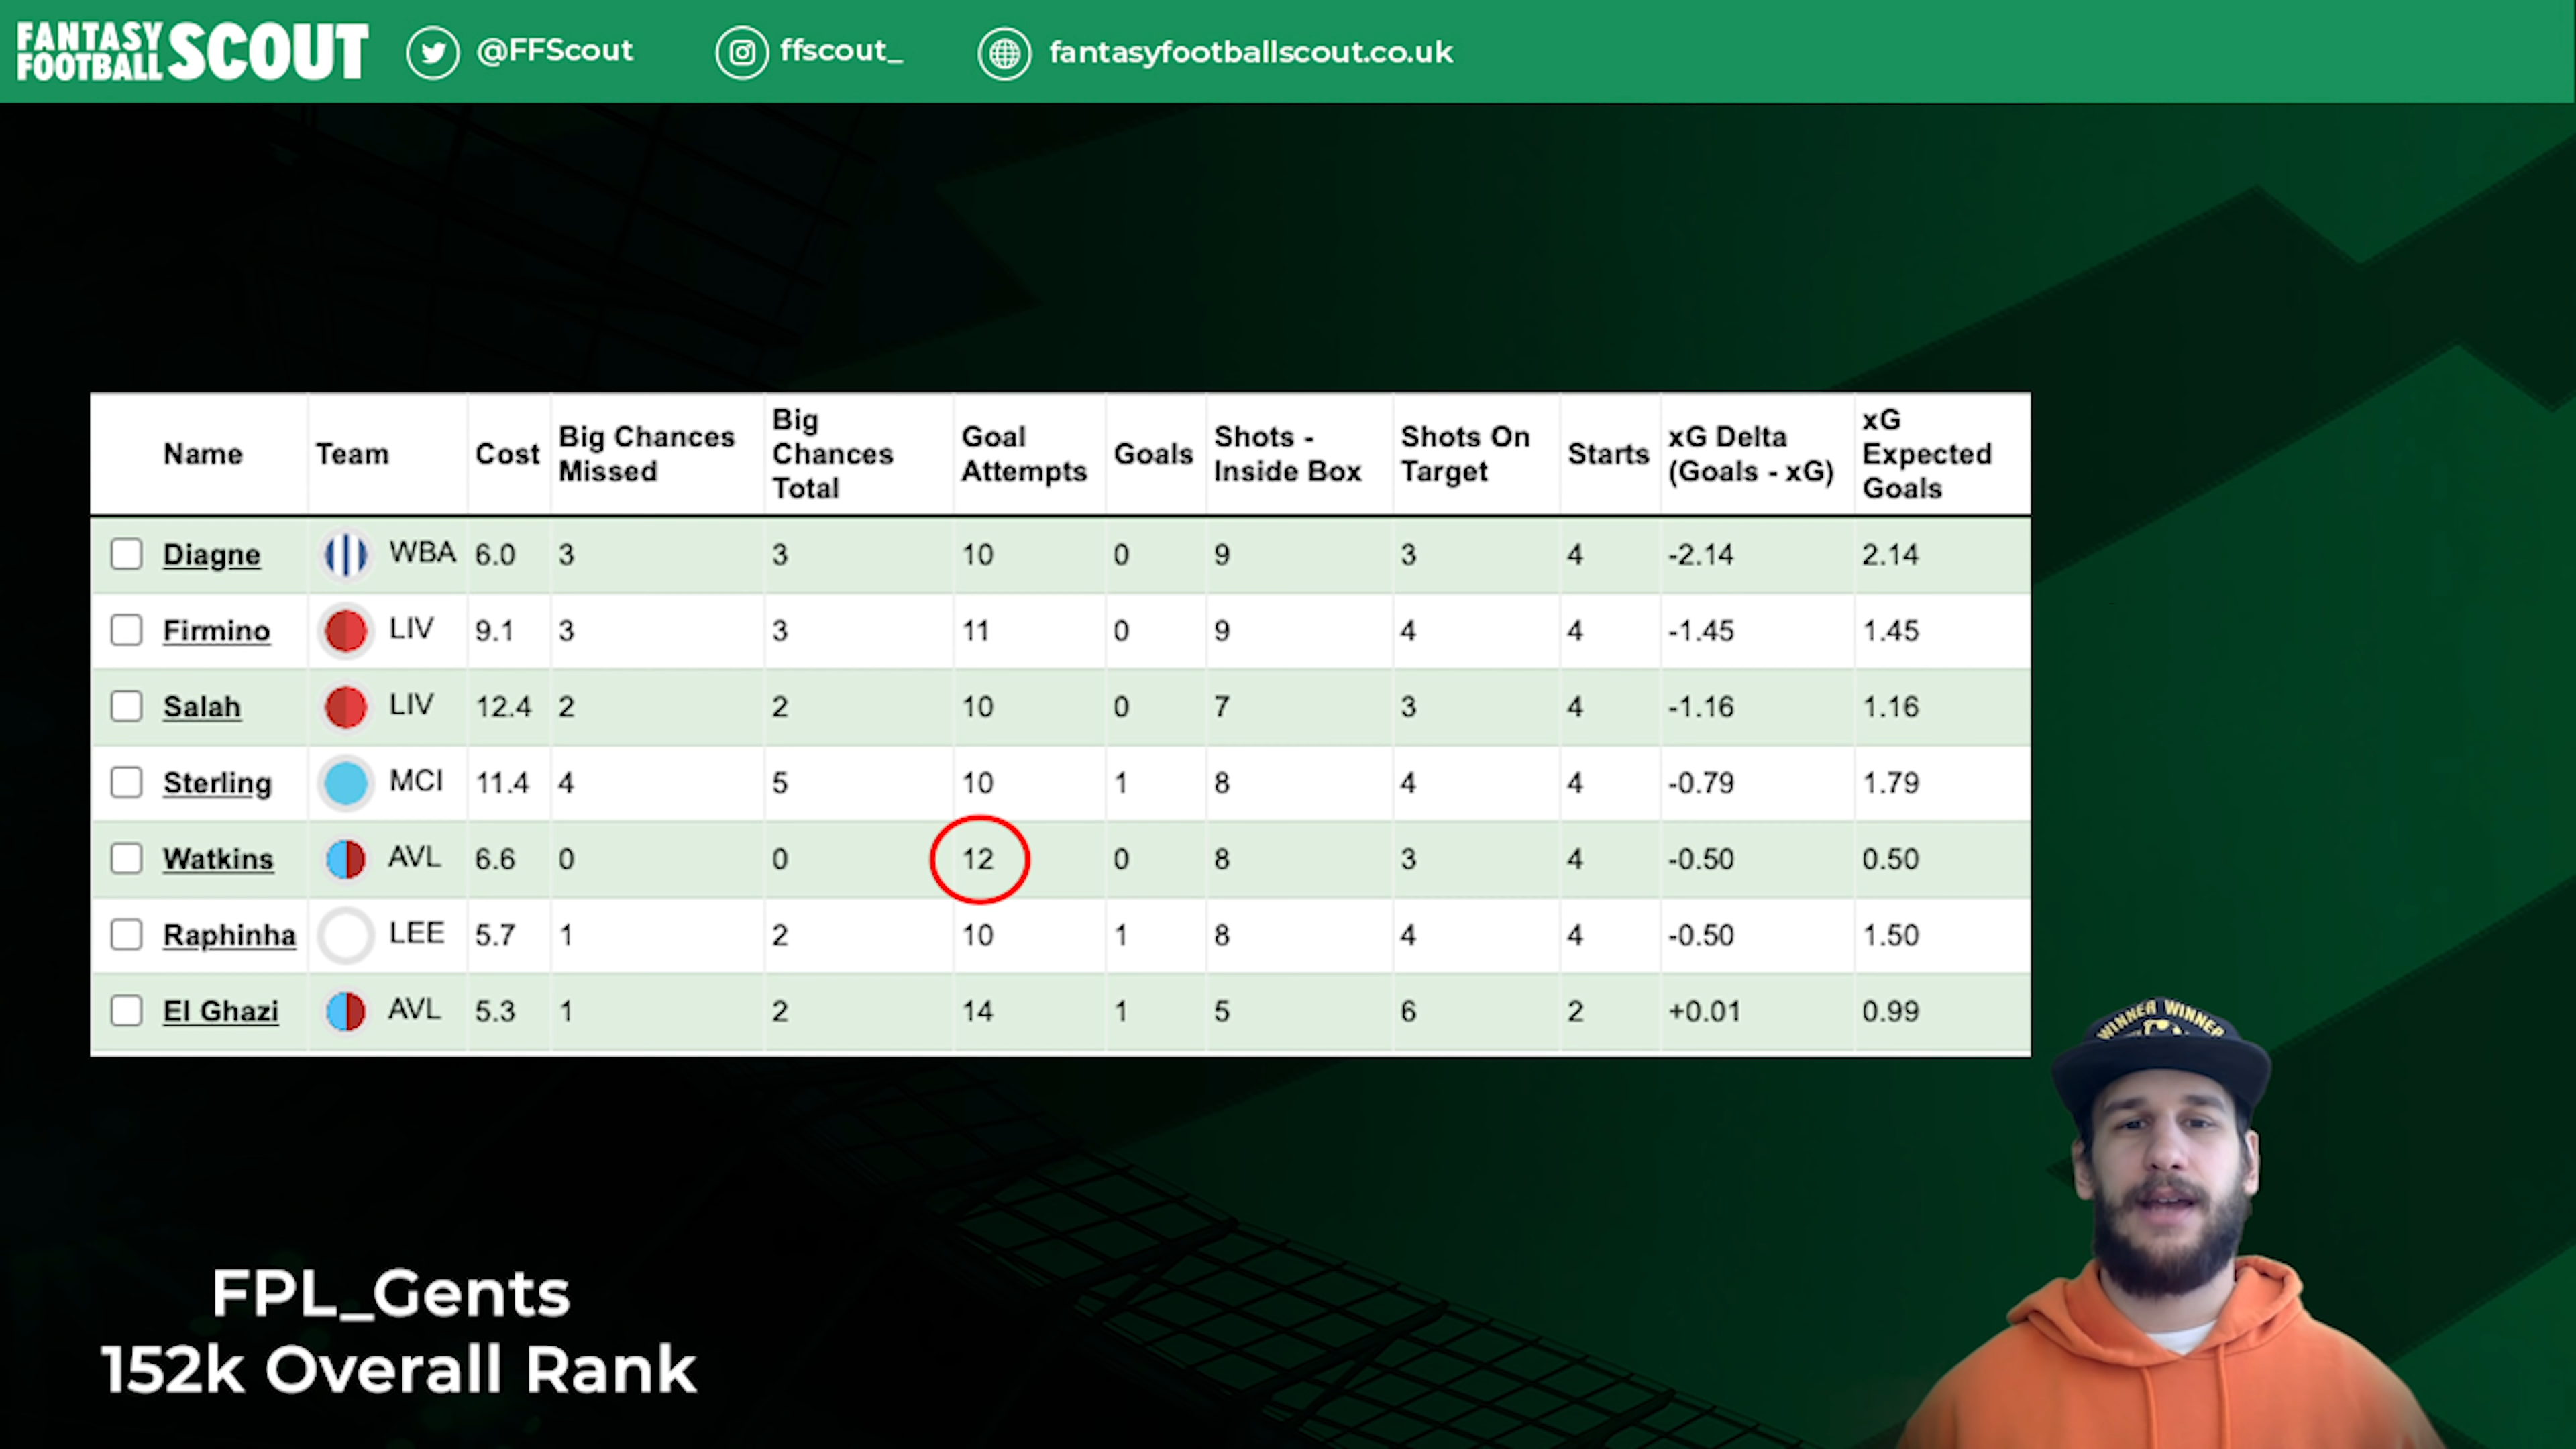 FANTASY FOOTBALL SCOUT @FFScout ffscout_ fantasyfootballscout.co.uk
Name Team Cost Big Chances Missed Big Chances Total Goal Attempts Goals Shots - Inside Box Shots On Target Starts xG Delta (Goals - xG) xG Expected Goals
Diagne WBA 6.0 3 3 10 0 9 3 4 -2.14 2.14
Firmino LIV 9.1 3 3 11 0 9 4 4 -1.45 1.45
Salah LIV 12.4 2 2 10 0 7 3 4 -1.16 1.16
Sterling MCI 11.4 4 5 10 1 8 4 4 -0.79 1.79
Watkins AVL 6.6 0 0 12 0 8 3 4 -0.50 0.50
Raphinha LEE 5.7 1 2 10 1 8 4 4 -0.50 1.50
El Ghazi AVL 5.3 1 2 14 1 5 6 2 +0.01 0.99
WINNER WINNER
FPL_Gents
152k Overall Rank